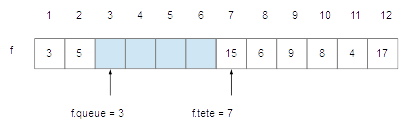 1 2 3 4 5 6 7 8 9 10 11 12
f 3 5 15 6 9 8 4 17
f.queue = 3 f.tete = 7